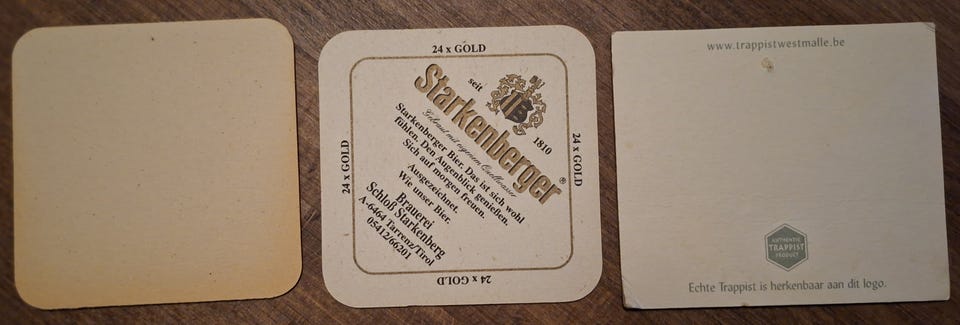 24 x GOLD
24 x GOLD
seit
1810
Starkenberger®
Gebraut mit eigenem Quellwasser
Starkenberger Bier. Das ist sich wohl
fühlen. Den Augenblick genießen.
Sich auf morgen freuen.
Ausgezeichnet.
Wie unser Bier.
Brauerei
Schloß Starkenberg
A-6464 Tarrenz/Tirol
05412/66201
24 x GOLD
24 x GOLD
www.trappistwestmalle.be
AUTHENTIC
TRAPPIST
PRODUCT
Echte Trappist is herkenbaar aan dit logo.